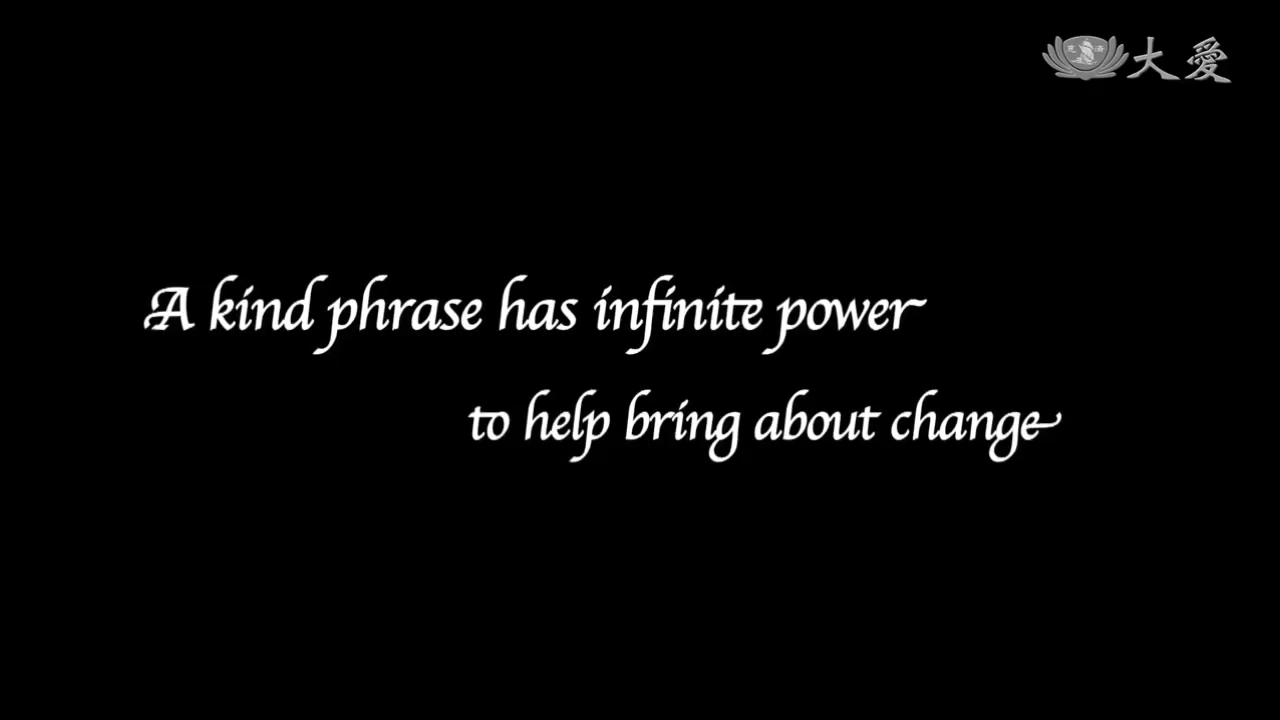 大愛
A kind phrase has infinite power
to help bring about change